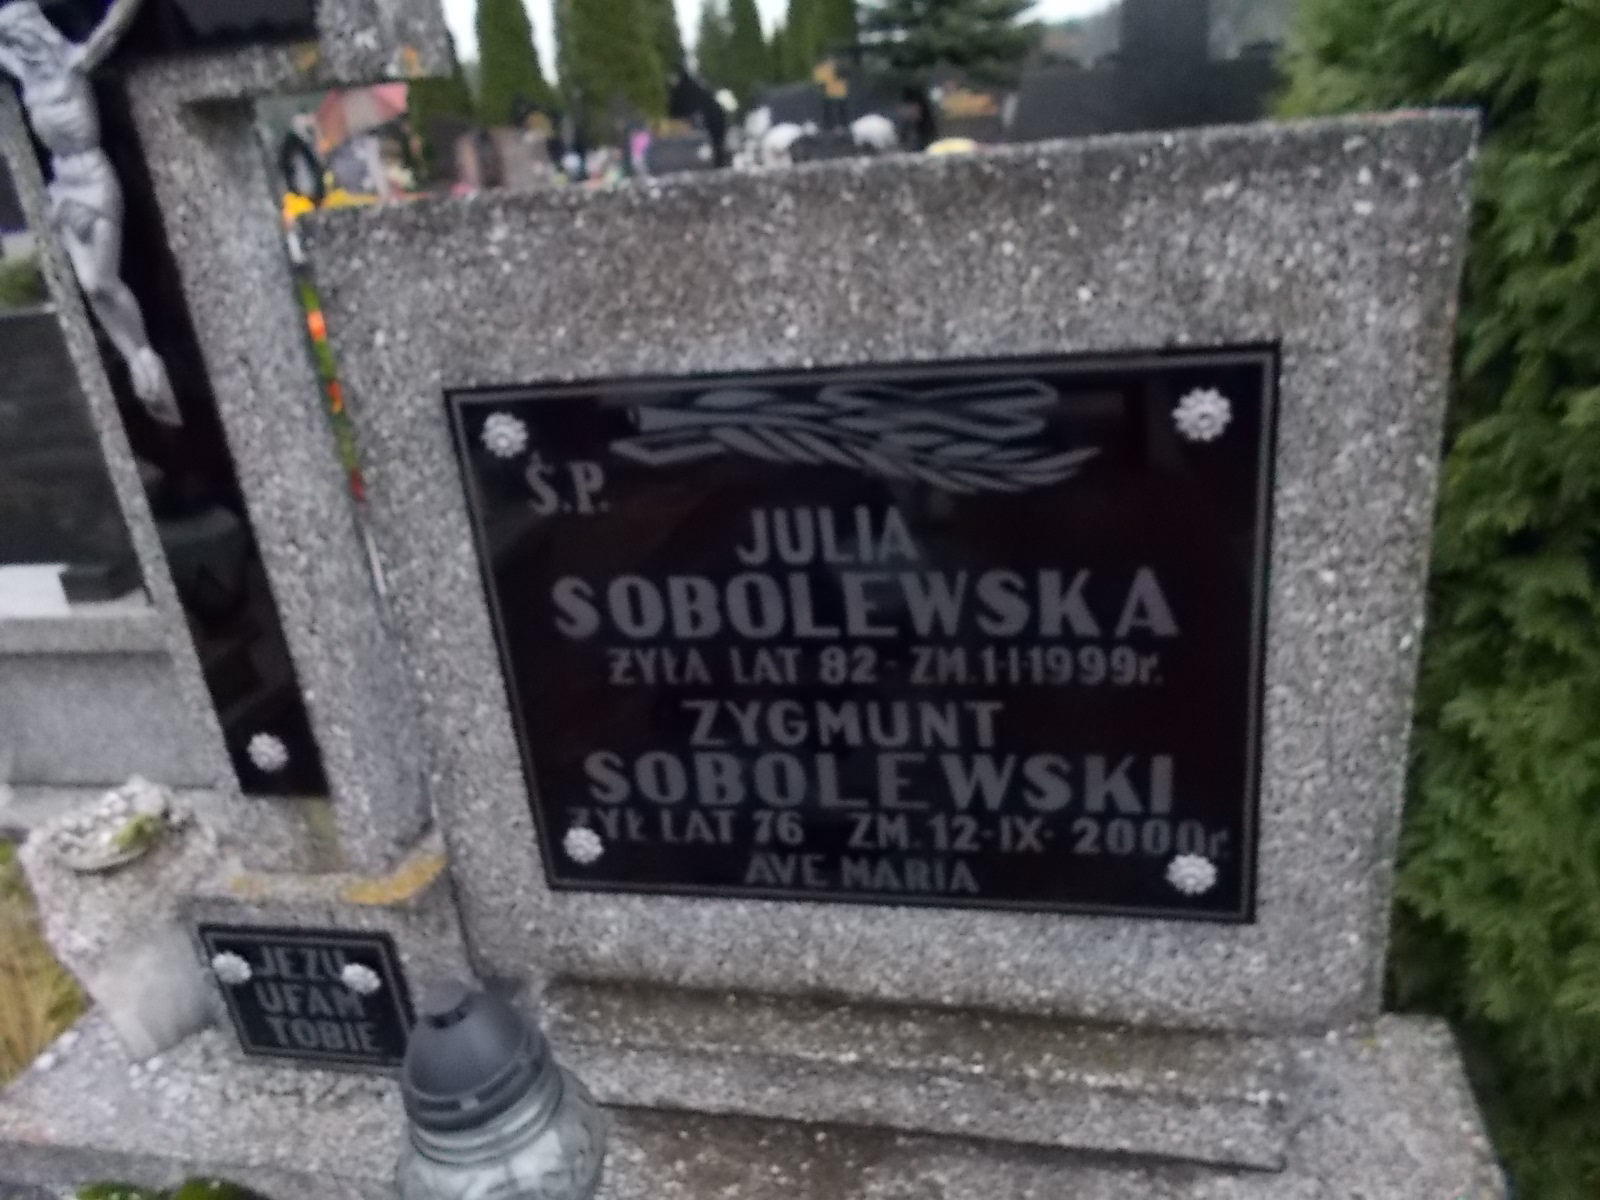 Ś.P.
JULIA
SOBOLEWSKA
ŻYŁA LAT 82 - ZM. 1-I-1999r.
ZYGMUNT
SOBOLEWSKI
ŻYŁ LAT 76 ZM. 12-IX- 2000r.
AVE MARIA
JEZU
UFAM
TOBIE